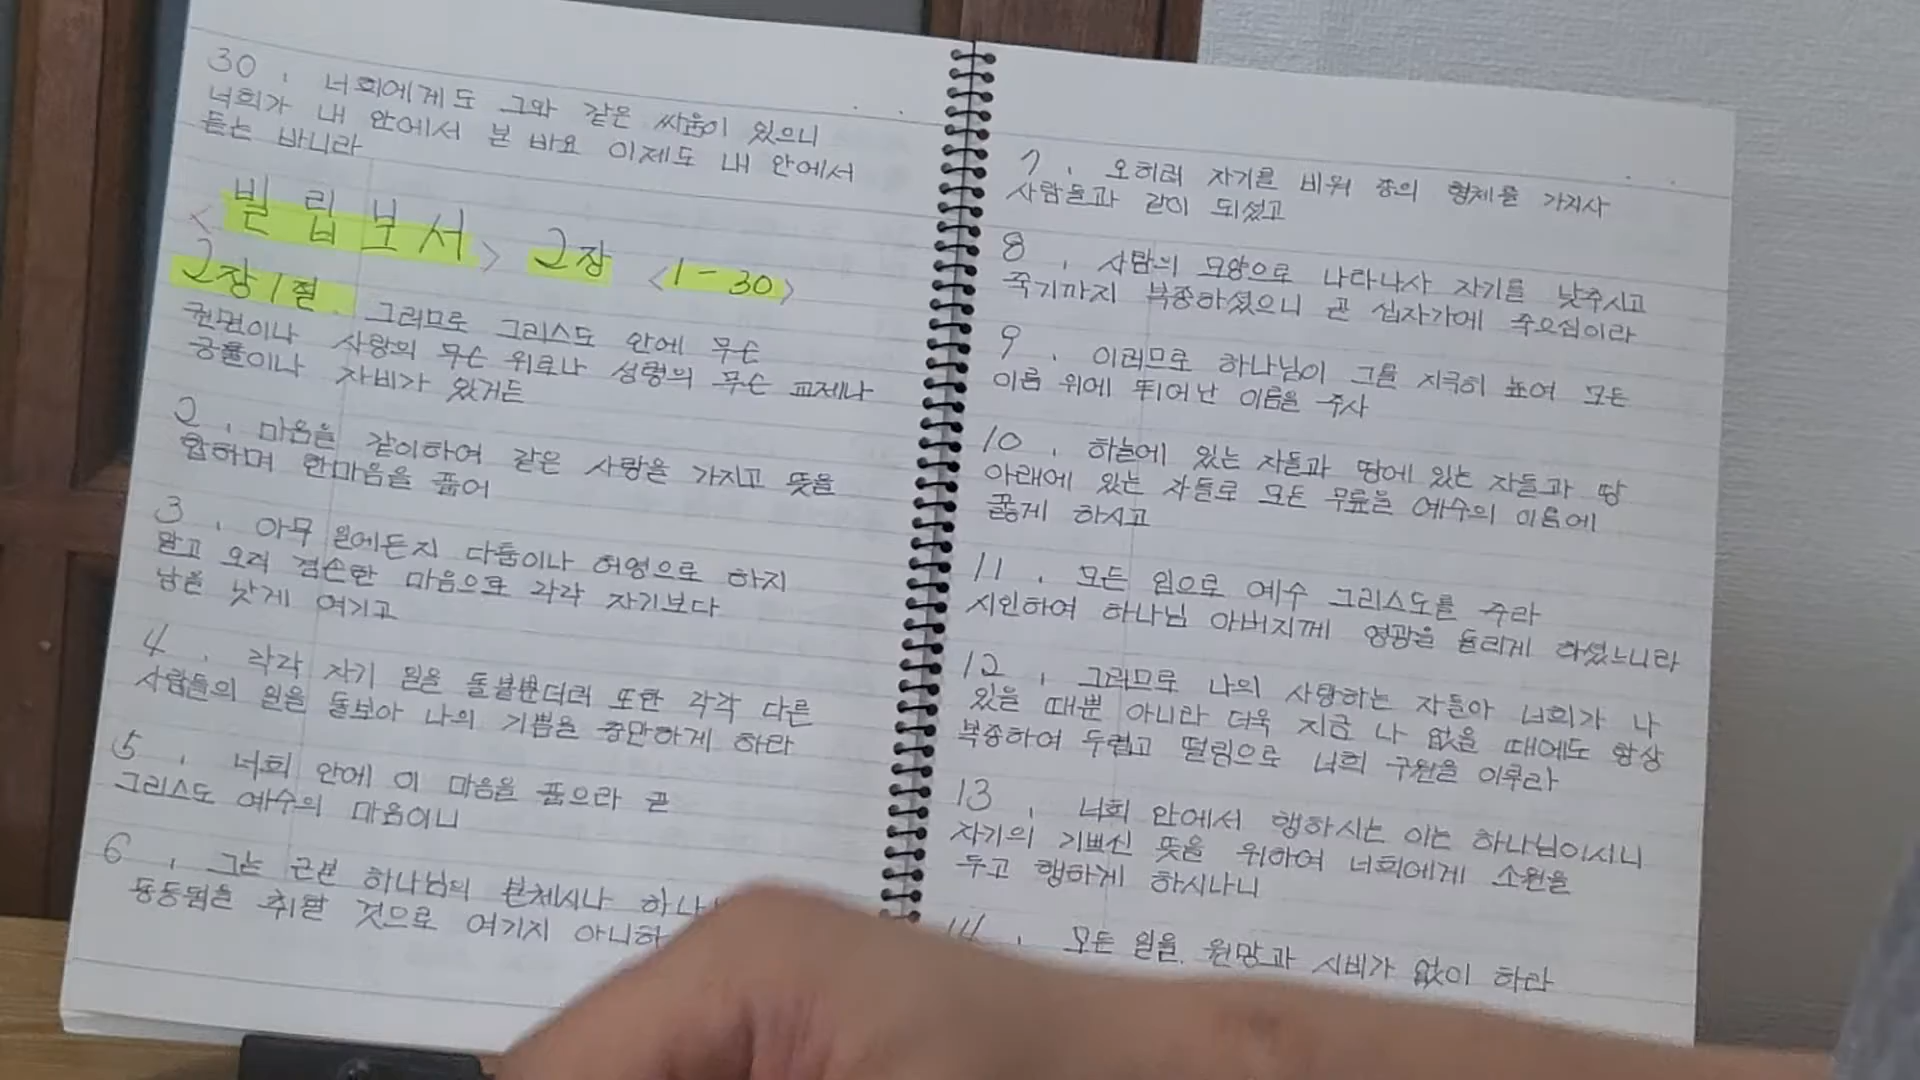 30. 너희에게도 그와 같은 싸움이 있으니
너희가 내 안에서 본 바요 이제도 내 안에서
듣는 바니라
<빌립보서> 2장 <1-30>
2장 1절. 그러므로 그리스도 안에 무슨
권면이나 사랑의 무슨 위로나 성령의 무슨 교제나
긍휼이나 자비가 있거든
2. 마음을 같이하여 같은 사랑을 가지고 뜻을
합하며 한마음을 품어
3. 아무 일에든지 다툼이나 허영으로 하지
말고 오직 겸손한 마음으로 각각 자기보다
남을 낫게 여기고
4. 각각 자기 일을 돌볼뿐더러 또한 각각 다른
사람들의 일을 돌보아 나의 기쁨을 충만하게 하라
5. 너희 안에 이 마음을 품으라 곧
그리스도 예수의 마음이니
6. 그는 근본 하나님의 본체시나 하나
동등됨을 취할 것으로 여기지 아니하
7. 오히려 자기를 비워 종의 형체를 가지사
사람들과 같이 되셨고
8. 사람의 모양으로 나타나사 자기를 낮추시고
죽기까지 복종하셨으니 곧 십자가에 죽으심이라
9. 이러므로 하나님이 그를 지극히 높여 모든
이름 위에 뛰어난 이름을 주사
10. 하늘에 있는 자들과 땅에 있는 자들과 땅
아래에 있는 자들로 모든 무릎을 예수의 이름에
꿇게 하시고
11. 모든 입으로 예수 그리스도를 주라
시인하여 하나님 아버지께 영광을 돌리게 하셨느니라
12. 그러므로 나의 사랑하는 자들아 너희가 나
있을 때뿐 아니라 더욱 지금 나 없을 때에도 항상
복종하여 두렵고 떨림으로 너희 구원을 이루라
13. 너희 안에서 행하시는 이는 하나님이시니
자기의 기쁘신 뜻을 위하여 너희에게 소원을
두고 행하게 하시나니
14. 모든 일을 원망과 시비가 없이 하라